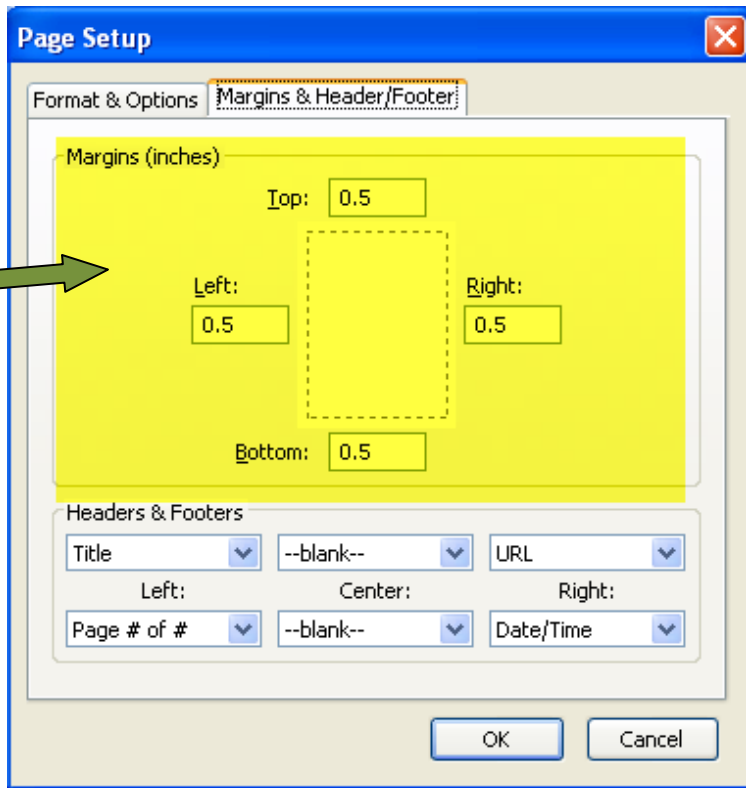 Page Setup
Format & Options Margins & Header/Footer
Margins (inches)
Top: 0.5
Left: Right:
0.5 0.5
Bottom: 0.5
Headers & Footers
Title --blank-- URL
Left: Center: Right:
Page # of # --blank-- Date/Time
OK Cancel